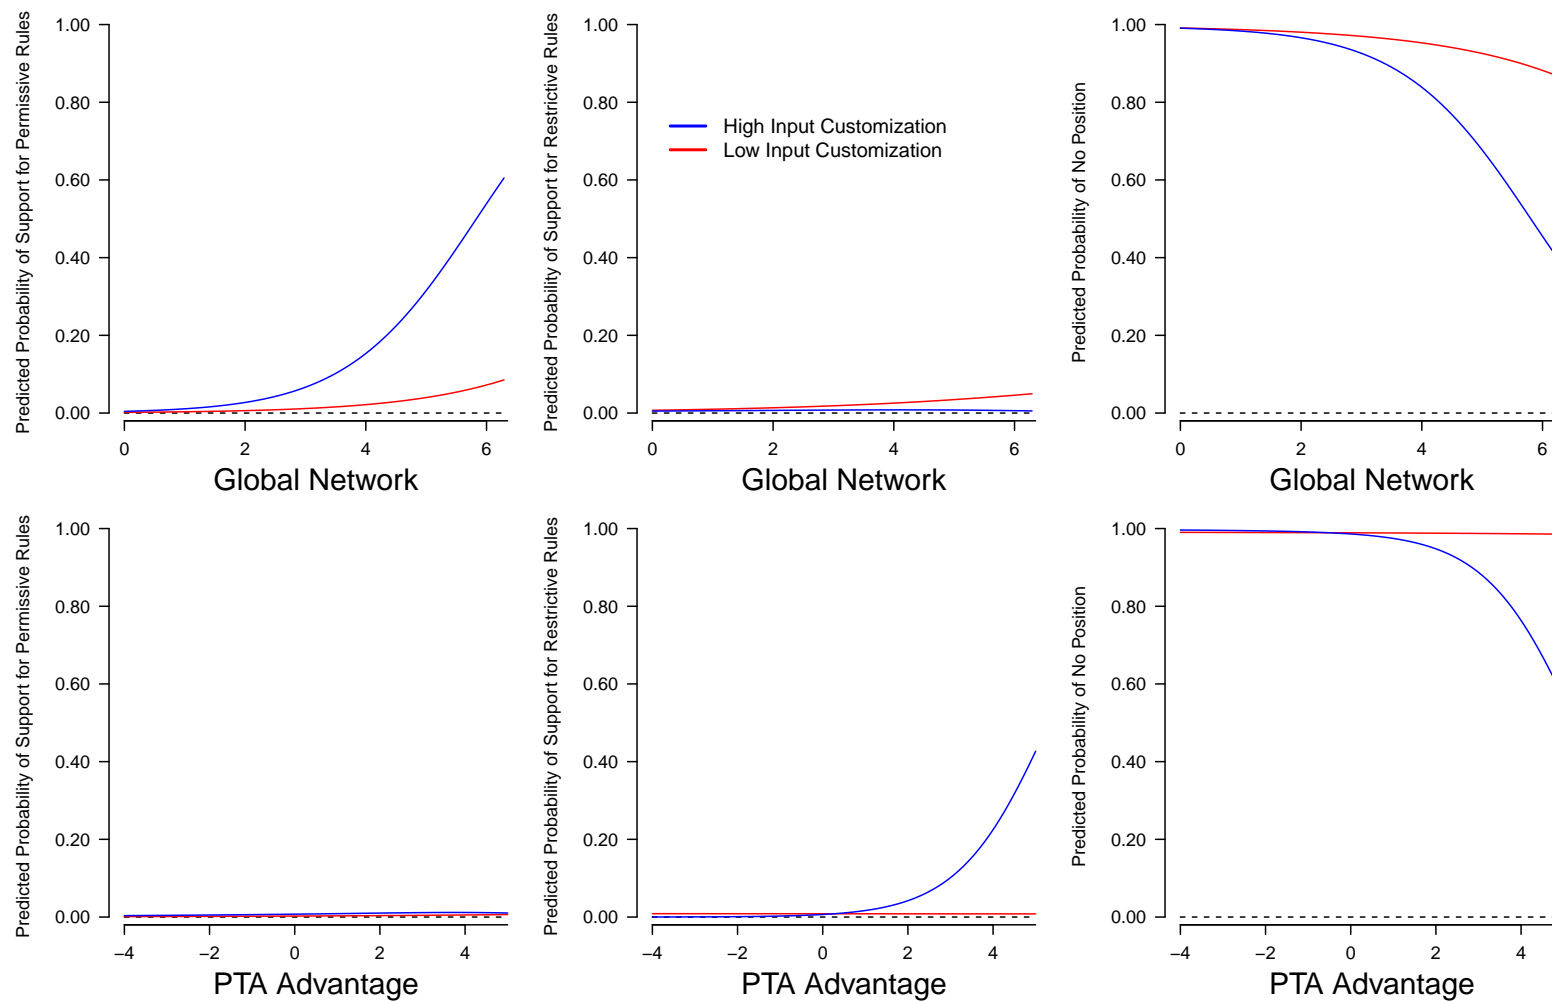 Predicted Probability of Support for Permissive Rules
1.00
0.80
0.60
0.40
0.20
0.00
0 2 4 6
Global Network
Predicted Probability of Support for Restrictive Rules
1.00
0.80
0.60
0.40
0.20
0.00
High Input Customization
Low Input Customization
0 2 4 6
Global Network
Predicted Probability of No Position
1.00
0.80
0.60
0.40
0.20
0.00
0 2 4 6
Global Network
Predicted Probability of Support for Permissive Rules
1.00
0.80
0.60
0.40
0.20
0.00
−4 −2 0 2 4
PTA Advantage
Predicted Probability of Support for Restrictive Rules
1.00
0.80
0.60
0.40
0.20
0.00
−4 −2 0 2 4
PTA Advantage
Predicted Probability of No Position
1.00
0.80
0.60
0.40
0.20
0.00
−4 −2 0 2 4
PTA Advantage